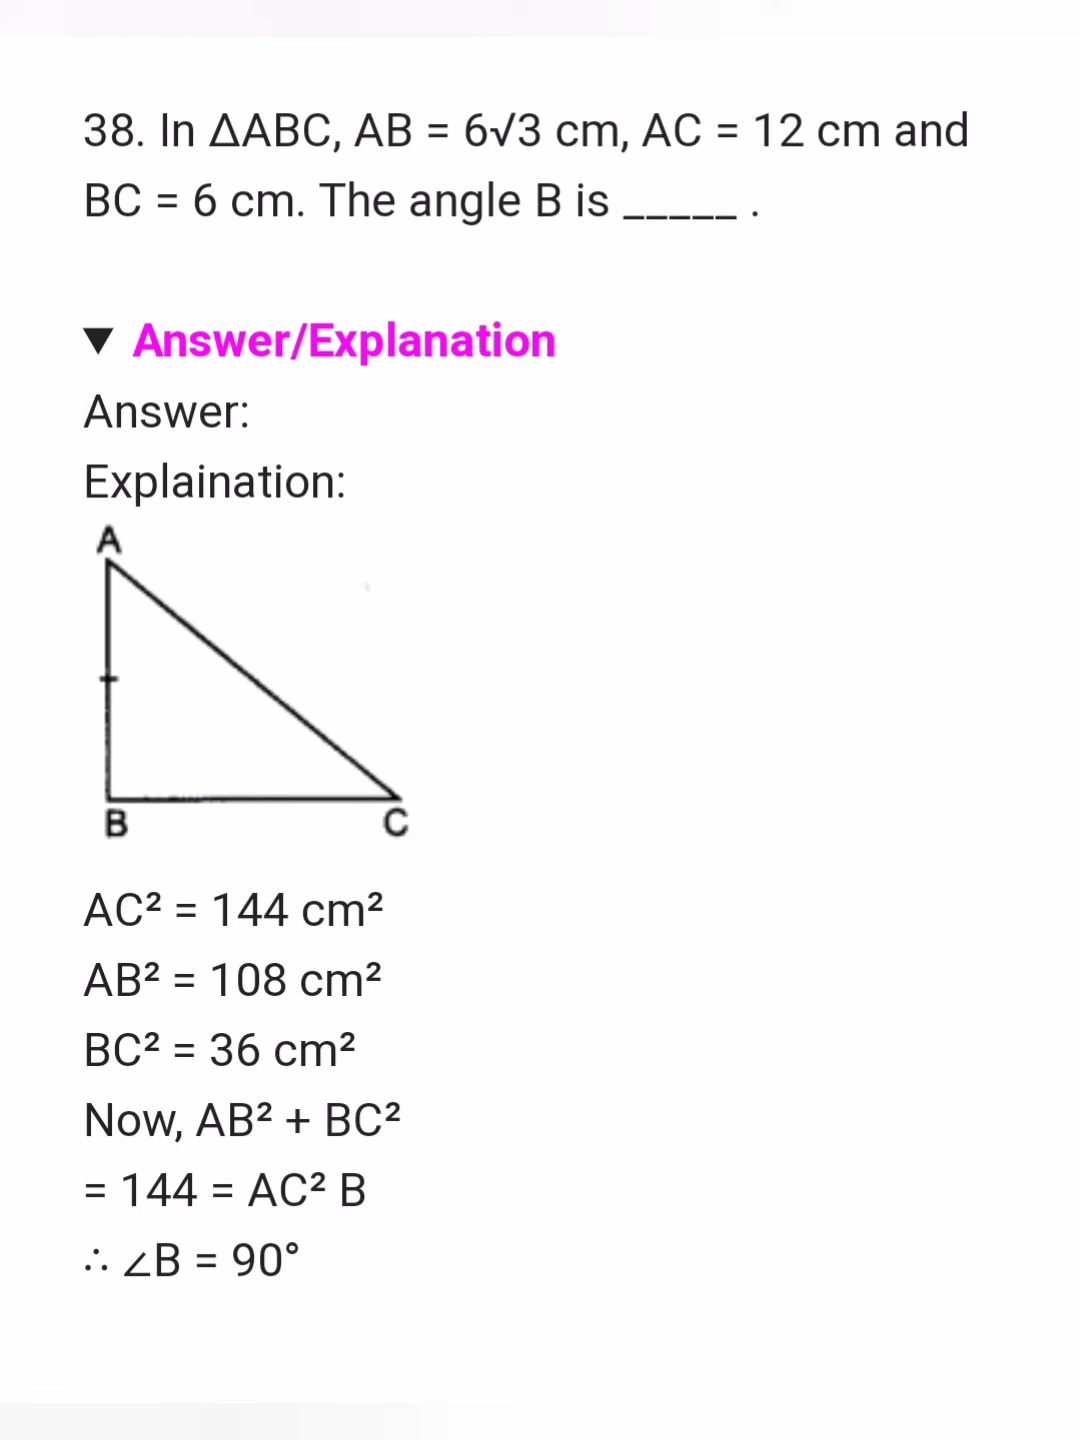 38. In ΔABC, AB = 6√3 cm, AC = 12 cm and
BC = 6 cm. The angle B is _____ .
▼ Answer/Explanation
Answer:
Explaination:
A
B
C
AC² = 144 cm²
AB² = 108 cm²
BC² = 36 cm²
Now, AB² + BC²
= 144 = AC² B
∴ ∠B = 90°